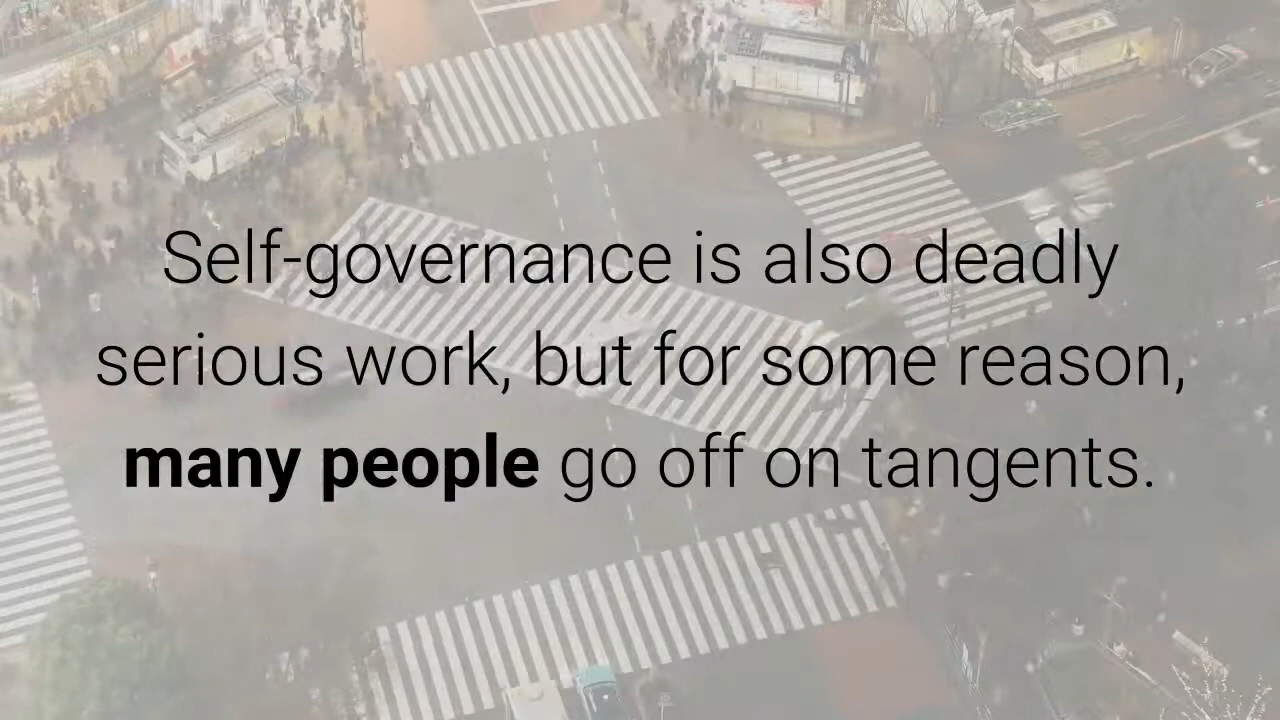 Self-governance is also deadly
serious work, but for some reason,
many people go off on tangents.